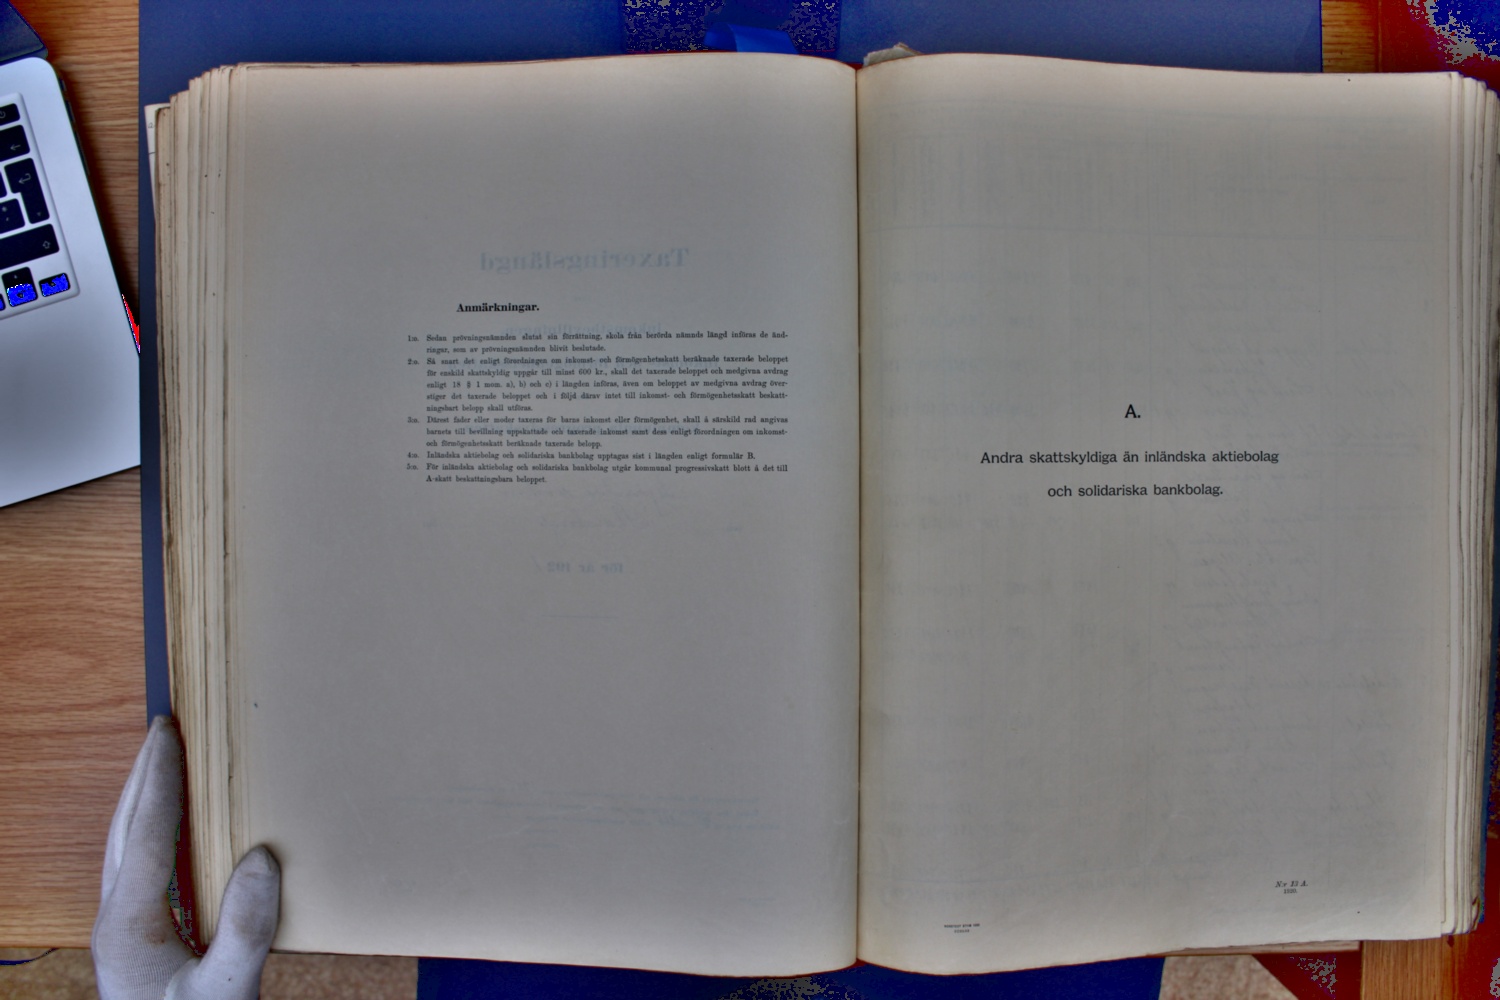 Anmärkningar.
1:o. Sedan prövningsnämnden slutat sin förrättning, skola från berörda nämnds längd införas de änd-
ringar, som av prövningsnämnden blivit beslutade.
2:o. Så snart det enligt förordningen om inkomst- och förmögenhetsskatt beräknade taxerade beloppet
för enskild skattskyldig uppgår till minst 600 kr., skall det taxerade beloppet och medgivna avdrag
enligt 18 § 1 mom. a), b) och c) i längden införas, även om beloppet av medgivna avdrag över-
stiger det taxerade beloppet och i följd därav intet till inkomst- och förmögenhetsskatt beskatt-
ningsbart belopp skall utföras.
3:o. Därest fader eller moder taxeras för barns inkomst eller förmögenhet, skall å särskild rad angivas
barnets till bevillning uppskattade och taxerade inkomst samt dess enligt förordningen om inkomst-
och förmögenhetsskatt beräknade taxerade belopp.
4:o. Inländska aktiebolag och solidariska bankbolag upptagas sist i längden enligt formulär B.
5:o. För inländska aktiebolag och solidariska bankbolag utgår kommunal progressivskatt blott å det till
A-skatt beskattningsbara beloppet.
A.
Andra skattskyldiga än inländska aktiebolag
och solidariska bankbolag.
N:r 13 A.
1920.